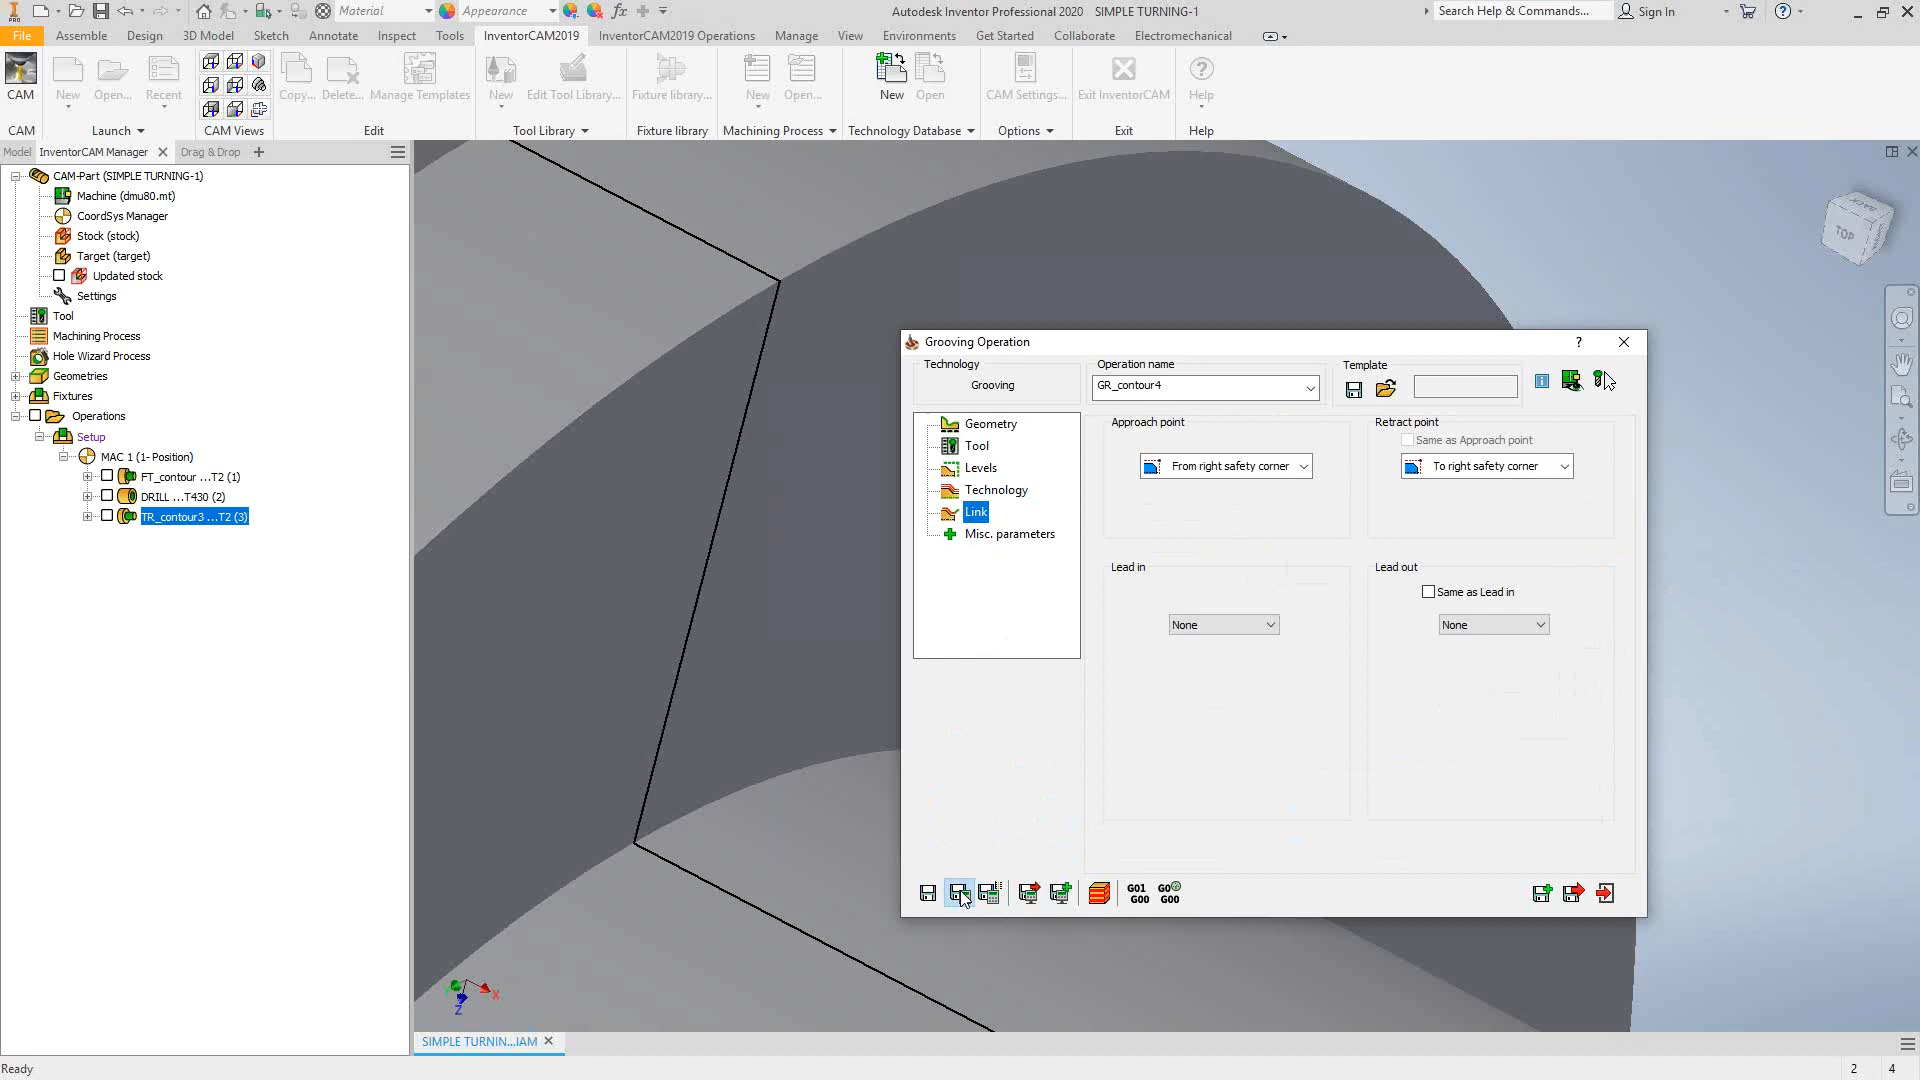 Material
Appearance
Autodesk Inventor Professional 2020 SIMPLE TURNING-1
Search Help & Commands...
Sign In
File Assemble Design 3D Model Sketch Annotate Inspect Tools InventorCAM2019 InventorCAM2019 Operations Manage View Environments Get Started Collaborate Electromechanical
CAM New Open... Recent Copy... Delete... Manage Templates New Edit Tool Library... Fixture library... New Open... New Open CAM Settings... Exit InventorCAM Help
CAM Launch CAM Views Edit Tool Library Fixture library Machining Process Technology Database Options Exit Help
Model InventorCAM Manager Drag & Drop
CAM-Part (SIMPLE TURNING-1)
Machine (dmu80.mt)
CoordSys Manager
Stock (stock)
Target (target)
Updated stock
Settings
Tool
Machining Process
Hole Wizard Process
Geometries
Fixtures
Operations
Setup
MAC 1 (1- Position)
FT_contour ...T2 (1)
DRILL ...T430 (2)
TR_contour3 ...T2 (3)
BACK
TOP
Grooving Operation
Technology
Grooving
Operation name
GR_contour4
Template
Geometry
Tool
Levels
Technology
Link
Misc. parameters
Approach point
From right safety corner
Retract point
Same as Approach point
To right safety corner
Lead in
None
Lead out
Same as Lead in
None
G01
G00
G0
G00
X
Z
SIMPLE TURNIN...IAM
Ready
2 4